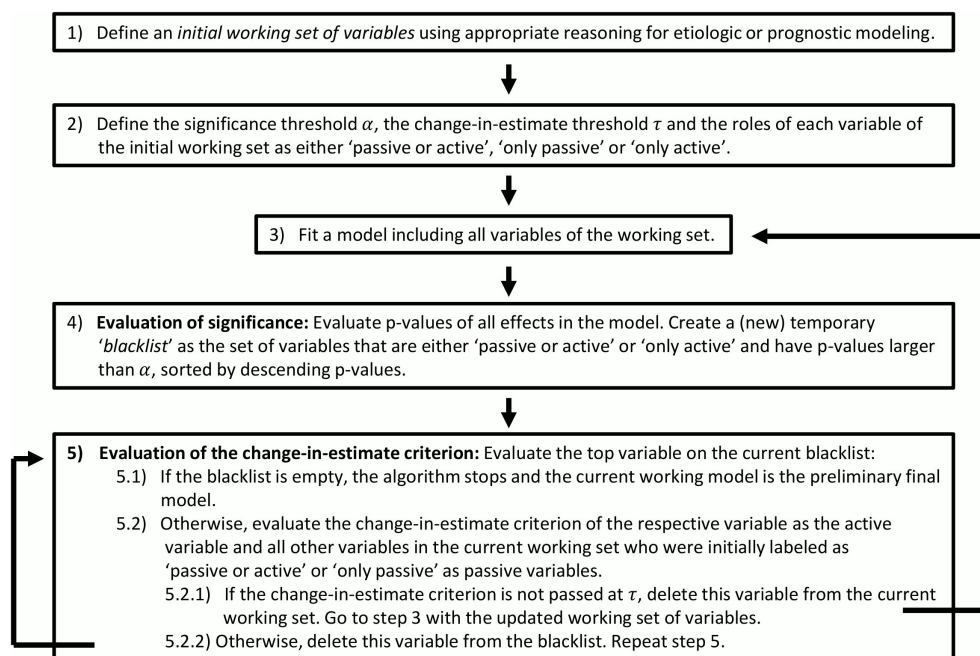 1) Define an initial working set of variables using appropriate reasoning for etiologic or prognostic modeling.
2) Define the significance threshold α, the change-in-estimate threshold τ and the roles of each variable of
the initial working set as either ‘passive or active’, ‘only passive’ or ‘only active’.
3) Fit a model including all variables of the working set.
4) Evaluation of significance: Evaluate p-values of all effects in the model. Create a (new) temporary
‘blacklist’ as the set of variables that are either ‘passive or active’ or ‘only active’ and have p-values larger
than α, sorted by descending p-values.
5) Evaluation of the change-in-estimate criterion: Evaluate the top variable on the current blacklist:
5.1) If the blacklist is empty, the algorithm stops and the current working model is the preliminary final
model.
5.2) Otherwise, evaluate the change-in-estimate criterion of the respective variable as the active
variable and all other variables in the current working set who were initially labeled as
‘passive or active’ or ‘only passive’ as passive variables.
5.2.1) If the change-in-estimate criterion is not passed at τ, delete this variable from the current
working set. Go to step 3 with the updated working set of variables.
5.2.2) Otherwise, delete this variable from the blacklist. Repeat step 5.